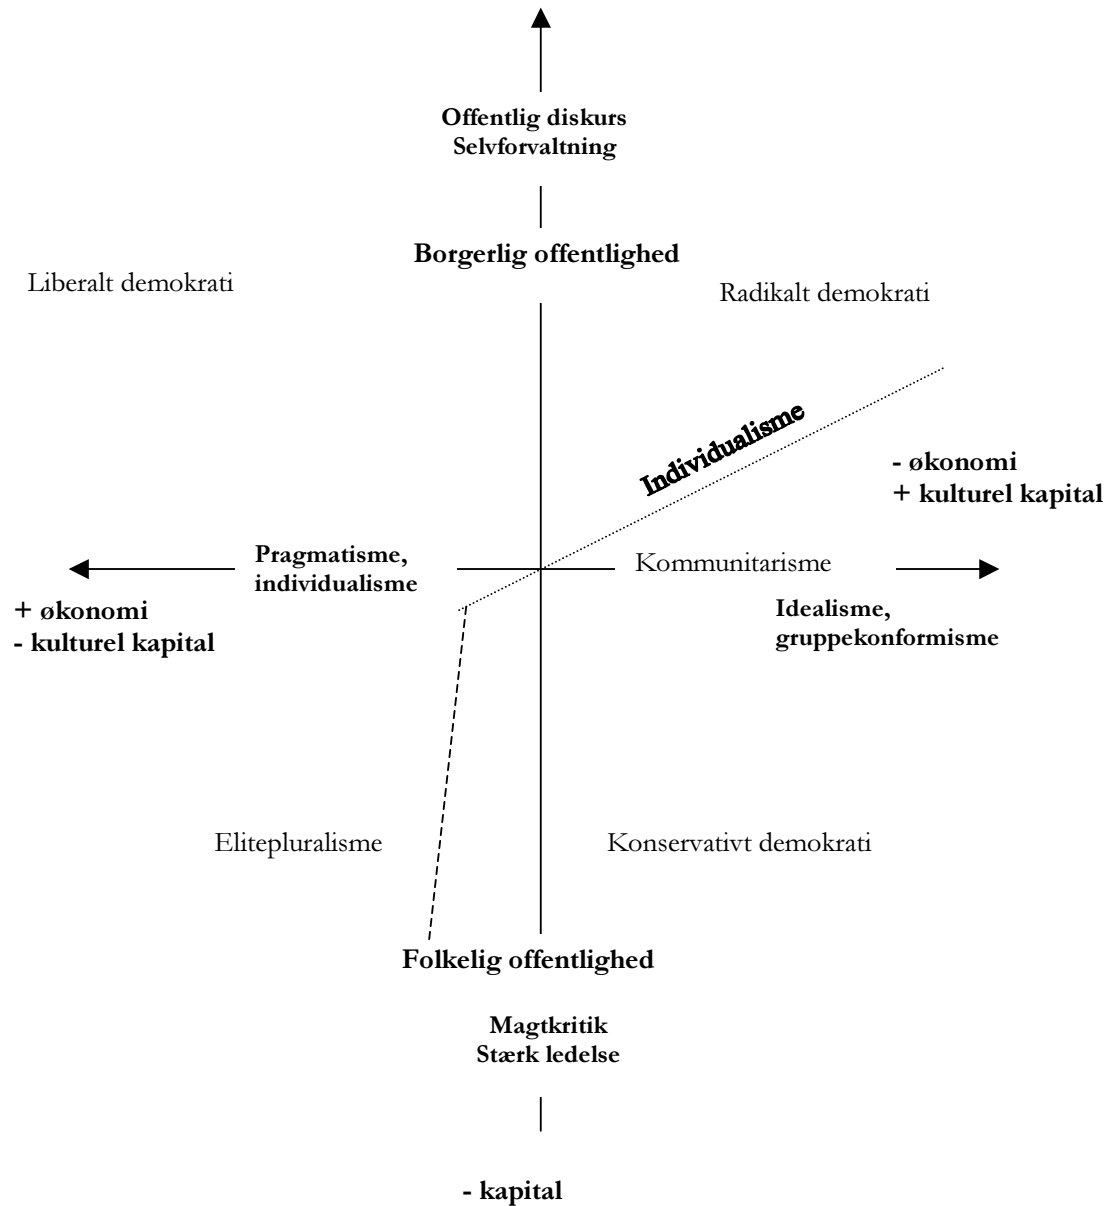 Offentlig diskurs
Selvforvaltning
Borgerlig offentlighed
Liberalt demokrati
Radikalt demokrati
Individualisme
- økonomi
+ kulturel kapital
Pragmatisme,
individualisme
Kommunitarisme
+ økonomi
- kulturel kapital
Idealisme,
gruppekonformisme
Elitepluralisme
Konservativt demokrati
Folkelig offentlighed
Magtkritik
Stærk ledelse
- kapital